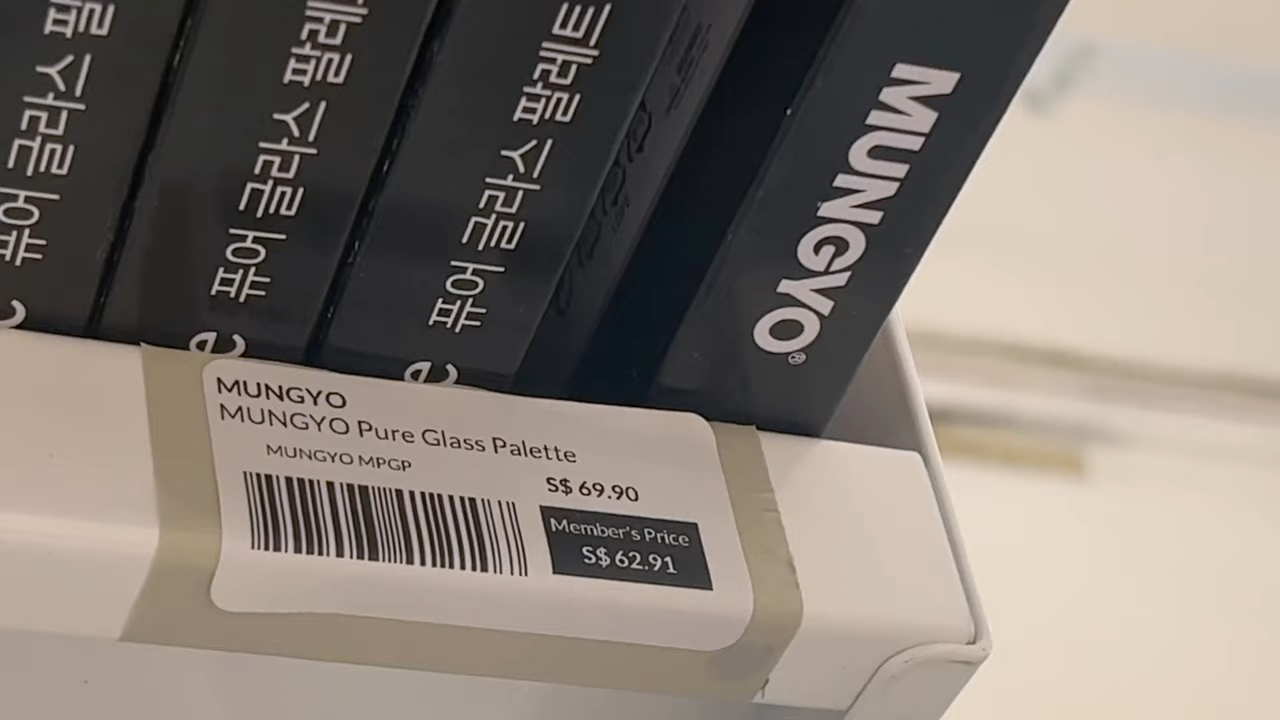 퓨어 글라스 팔
퓨어 글라스 팔레
퓨어 글라스 팔레트
MUNGYO®
MUNGYO
MUNGYO Pure Glass Palette
MUNGYO MPGP
S$ 69.90
Member's Price
S$ 62.91